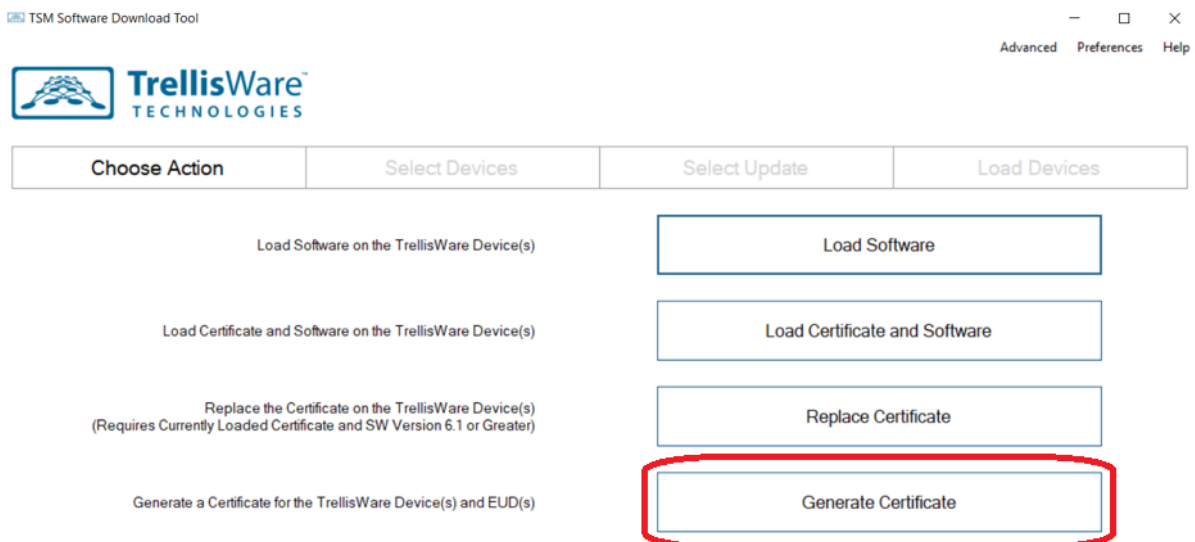 TSM Software Download Tool
Advanced Preferences Help
TrellisWare™
TECHNOLOGIES
Choose Action Select Devices Select Update Load Devices
Load Software on the TrellisWare Device(s) Load Software
Load Certificate and Software on the TrellisWare Device(s) Load Certificate and Software
Replace the Certificate on the TrellisWare Device(s)
(Requires Currently Loaded Certificate and SW Version 6.1 or Greater) Replace Certificate
Generate a Certificate for the TrellisWare Device(s) and EUD(s) Generate Certificate